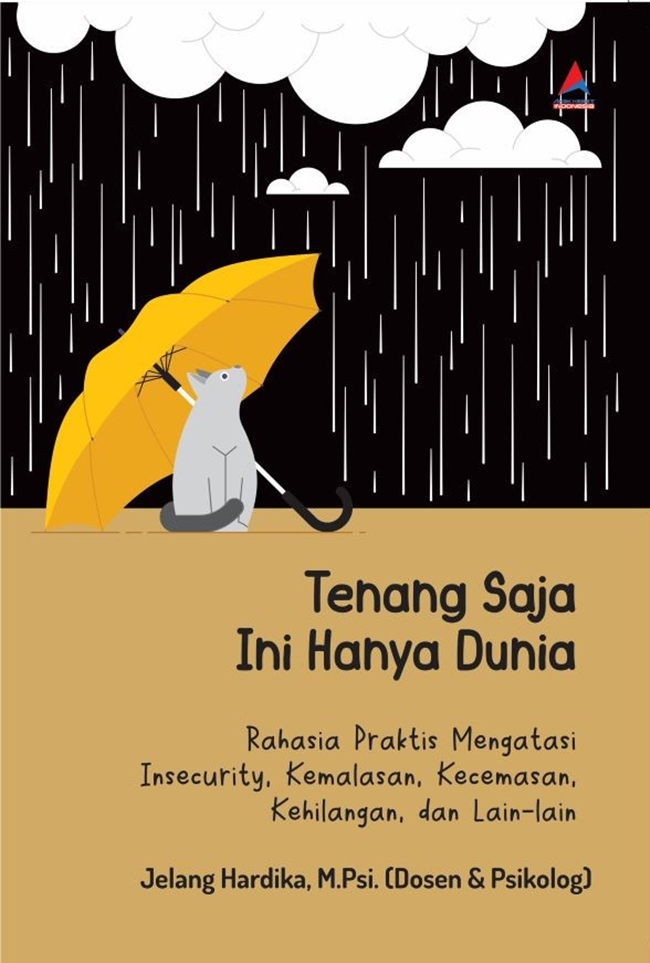 INDONESIA
Tenang Saja
Ini Hanya Dunia
Rahasia Praktis Mengatasi
Insecurity, Kemalasan, Kecemasan,
Kehilangan, dan Lain-lain
Jelang Hardika, M.Psi. (Dosen & Psikolog)